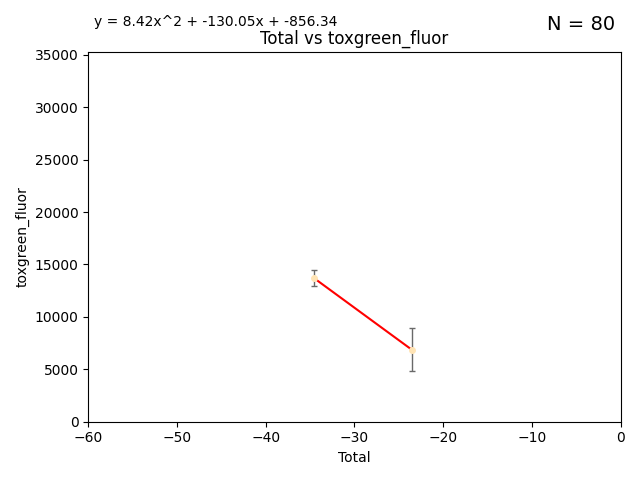 y = 8.42x^2 + -130.05x + -856.34
N = 80
Total vs toxgreen_fluor
35000
30000
25000
20000
15000
10000
5000
0
toxgreen_fluor
−60 −50 −40 −30 −20 −10 0
Total